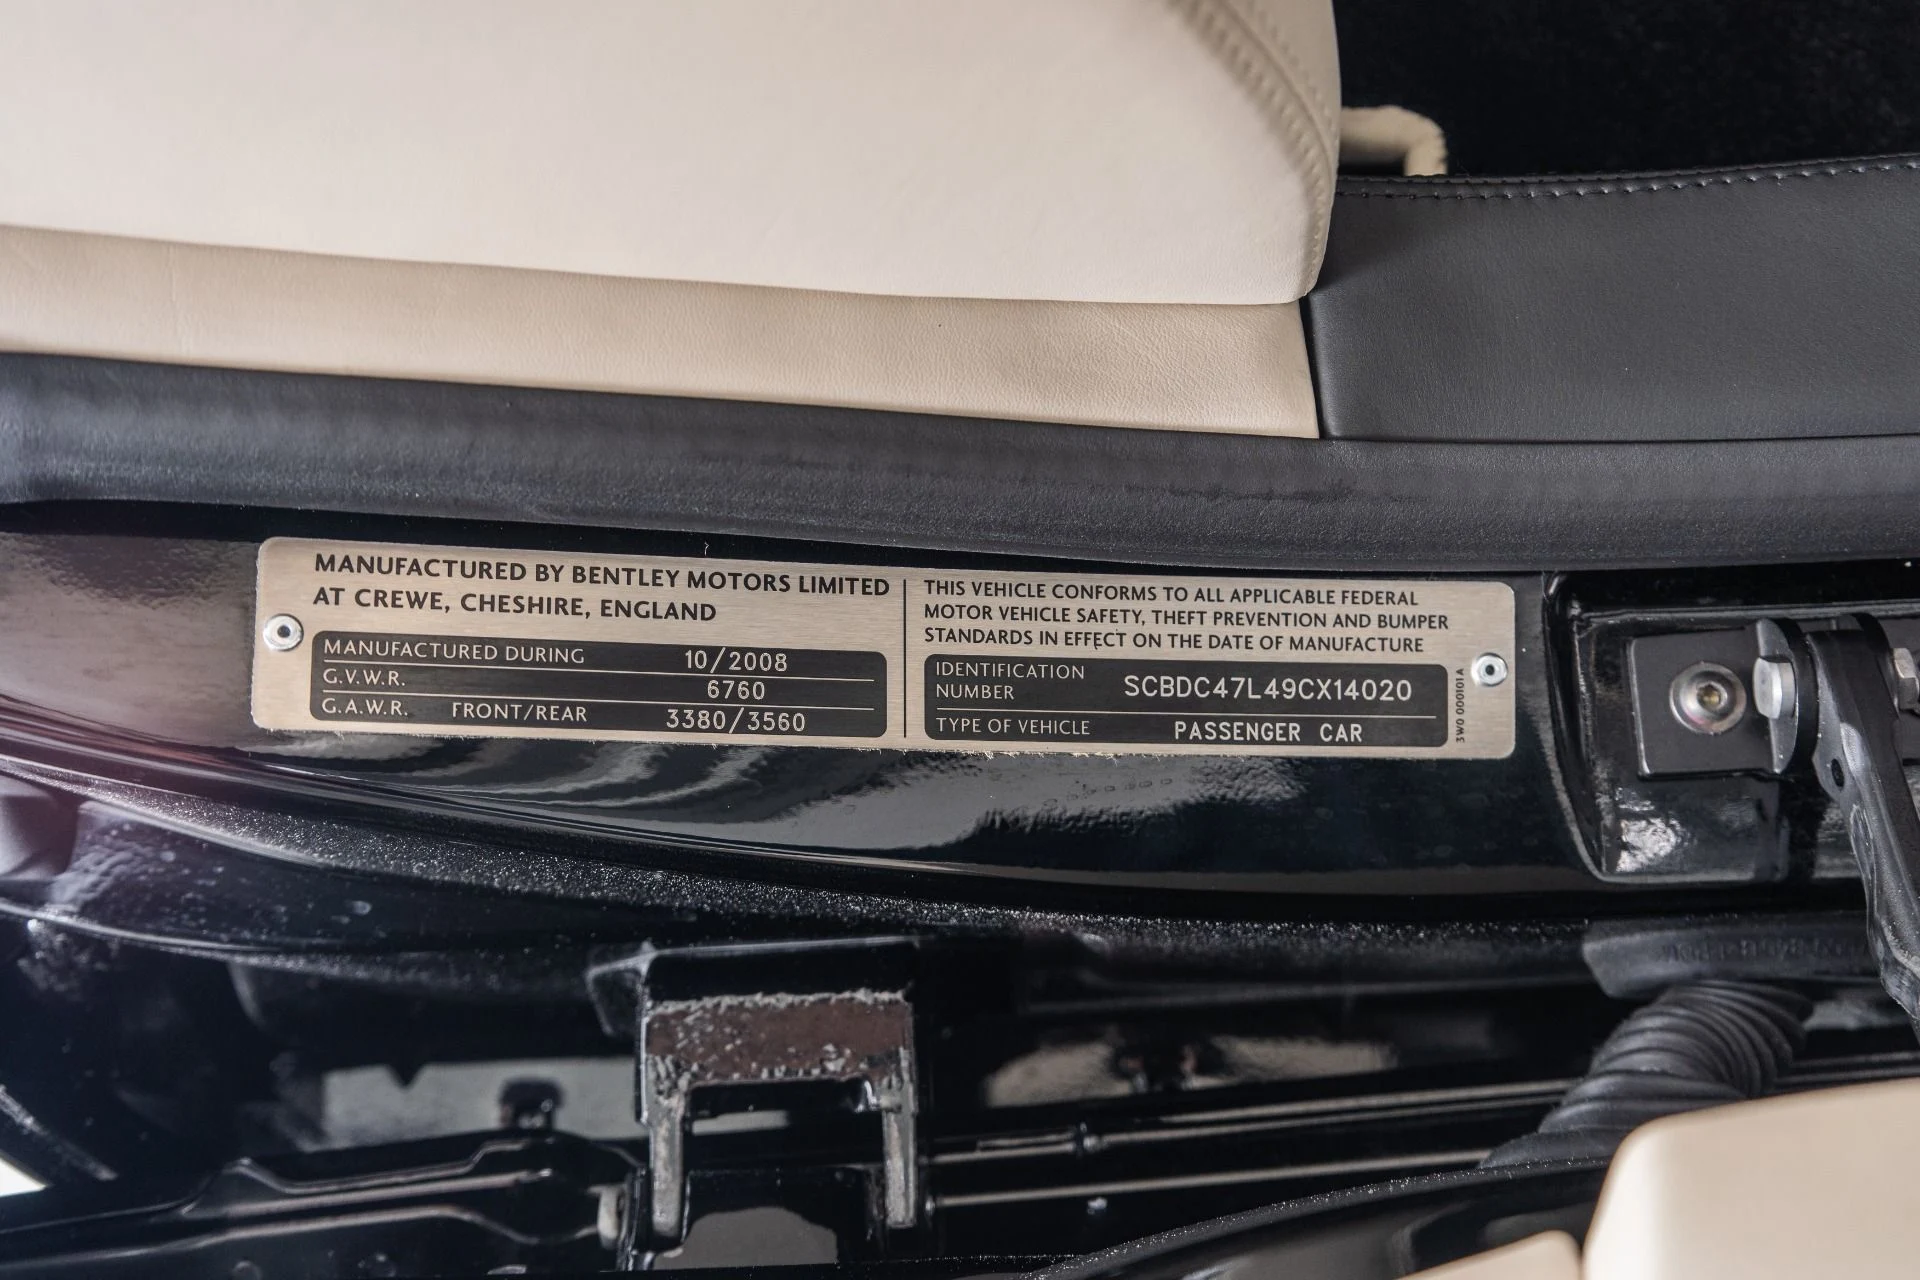 MANUFACTURED BY BENTLEY MOTORS LIMITED
AT CREWE, CHESHIRE, ENGLAND
MANUFACTURED DURING 10/2008
G.V.W.R. 6760
G.A.W.R. FRONT/REAR 3380/3560
THIS VEHICLE CONFORMS TO ALL APPLICABLE FEDERAL
MOTOR VEHICLE SAFETY, THEFT PREVENTION AND BUMPER
STANDARDS IN EFFECT ON THE DATE OF MANUFACTURE
IDENTIFICATION
NUMBER SCBDC47L49CX14020
TYPE OF VEHICLE PASSENGER CAR
3W0 000101A